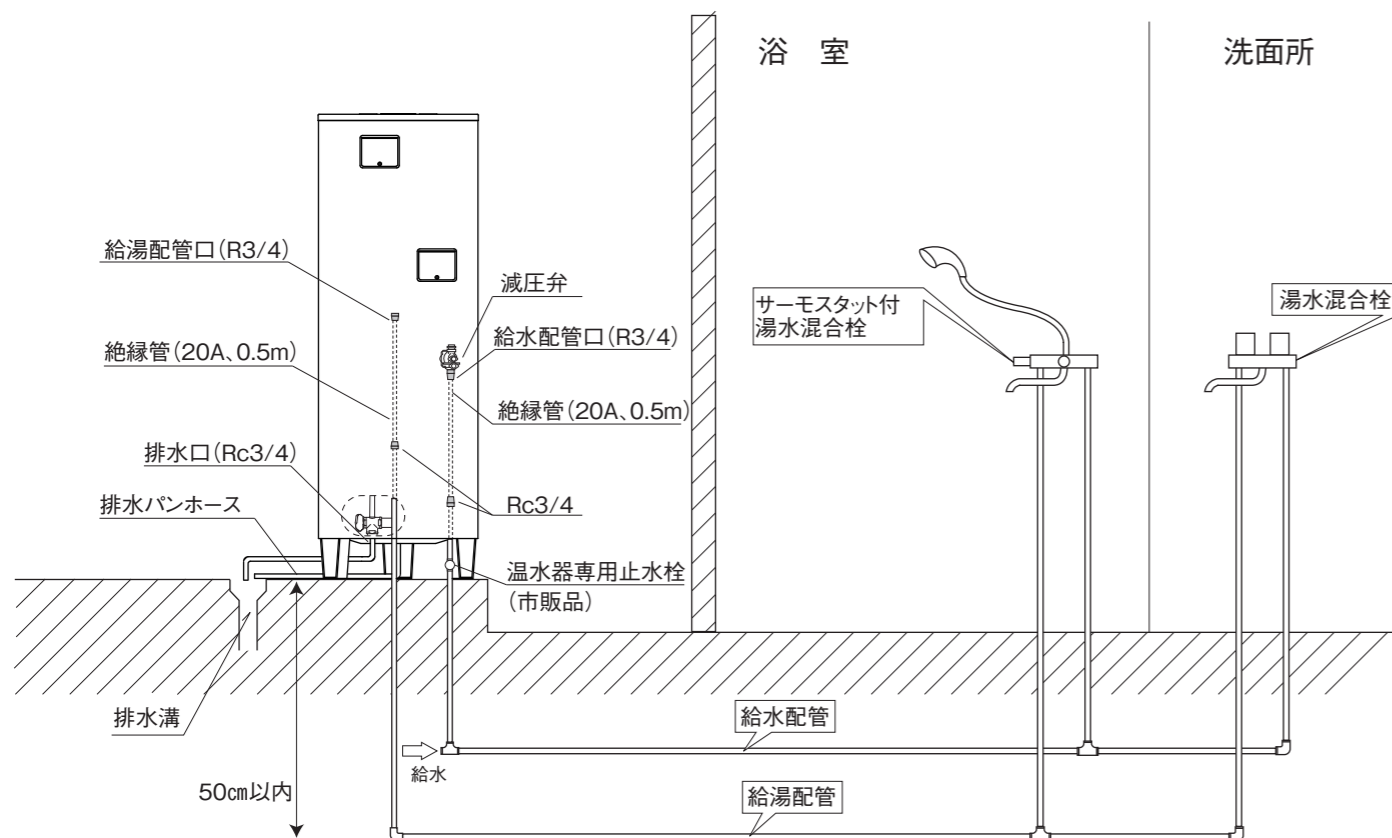 浴 室
洗面所
給湯配管口(R3/4)
減圧弁
給水配管口(R3/4)
絶縁管(20A、0.5m)
絶縁管(20A、0.5m)
排水口(Rc3/4)
Rc3/4
排水パンホース
温水器専用止水栓
(市販品)
サーモスタット付
湯水混合栓
湯水混合栓
排水溝
給水配管
給水
50㎝以内
給湯配管